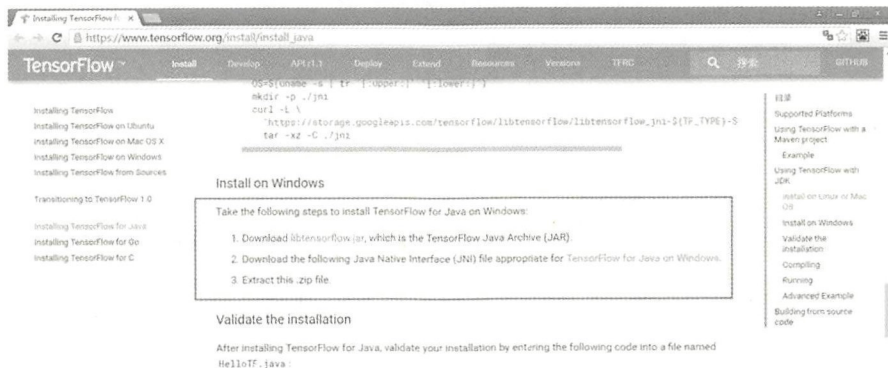 Installing TensorFlow f
https://www.tensorflow.org/install/install_java
TensorFlow™
Install
Develop
API r1.1
Deploy
Extend
Resources
Versions
TFRC
搜索
GITHUB
OS=$(uname -s | tr '[:upper:]' '[:lower:]')
mkdir -p ./jni
curl -L \
"https://storage.googleapis.com/tensorflow/libtensorflow/libtensorflow_jni-${TF_TYPE}-$
tar -xz -C ./jni
Installing TensorFlow
Installing TensorFlow on Ubuntu
Installing TensorFlow on Mac OS X
Installing TensorFlow on Windows
Installing TensorFlow from Sources
Transitioning to TensorFlow 1.0
Installing TensorFlow for Java
Installing TensorFlow for Go
Installing TensorFlow for C
Install on Windows
Take the following steps to install TensorFlow for Java on Windows:
1. Download libtensorflow.jar, which is the TensorFlow Java Archive (JAR).
2. Download the following Java Native Interface (JNI) file appropriate for TensorFlow for Java on Windows.
3. Extract this .zip file.
Validate the installation
After installing TensorFlow for Java, validate your installation by entering the following code into a file named
HelloTF.java :
目录
Supported Platforms
Using TensorFlow with a
Maven project
Example
Using TensorFlow with
JDK
Install on Linux or Mac
OS
Install on Windows
Validate the
installation
Compiling
Running
Advanced Example
Building from source
code